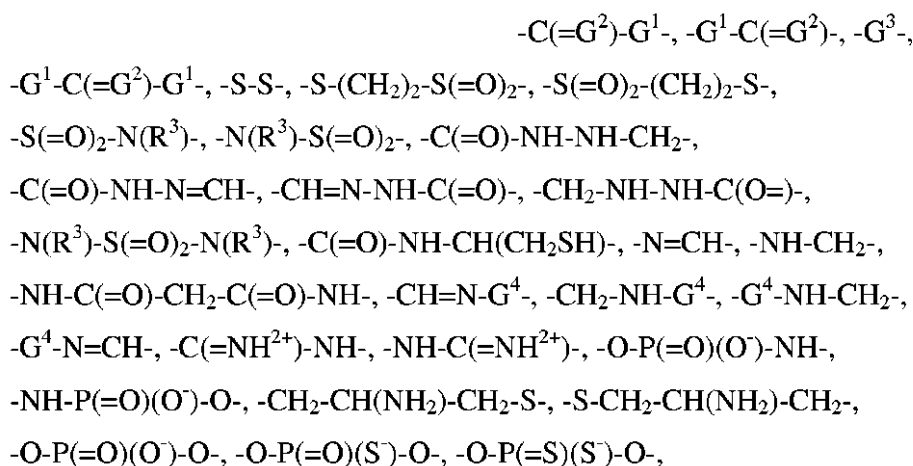 -C(=G²)-G¹-, -G¹-C(=G²)-, -G³-,
-G¹-C(=G²)-G¹-, -S-S-, -S-(CH₂)₂-S(=O)₂-, -S(=O)₂-(CH₂)₂-S-,
-S(=O)₂-N(R³)-, -N(R³)-S(=O)₂-, -C(=O)-NH-NH-CH₂-,
-C(=O)-NH-N=CH-, -CH=N-NH-C(=O)-, -CH₂-NH-NH-C(O=)-,
-N(R³)-S(=O)₂-N(R³)-, -C(=O)-NH-CH(CH₂SH)-, -N=CH-, -NH-CH₂-,
-NH-C(=O)-CH₂-C(=O)-NH-, -CH=N-G⁴-, -CH₂-NH-G⁴-, -G⁴-NH-CH₂-,
-G⁴-N=CH-, -C(=NH²⁺)-NH-, -NH-C(=NH²⁺)-, -O-P(=O)(O⁻)-NH-,
-NH-P(=O)(O⁻)-O-, -CH₂-CH(NH₂)-CH₂-S-, -S-CH₂-CH(NH₂)-CH₂-,
-O-P(=O)(O⁻)-O-, -O-P(=O)(S⁻)-O-, -O-P(=S)(S⁻)-O-,